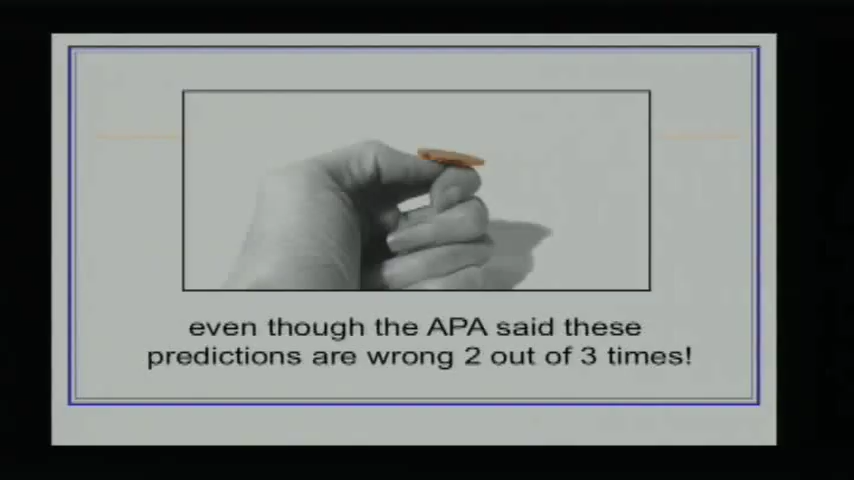 even though the APA said these
predictions are wrong 2 out of 3 times!